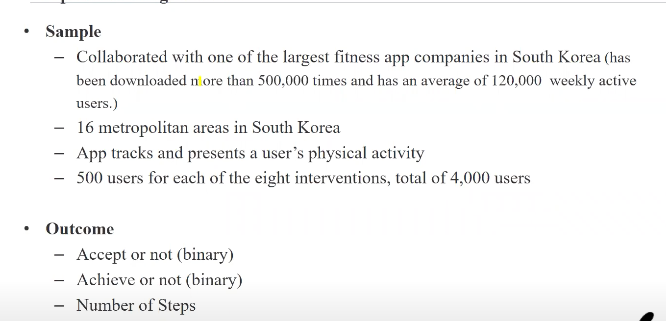 • Sample
– Collaborated with one of the largest fitness app companies in South Korea (has
been downloaded more than 500,000 times and has an average of 120,000 weekly active
users.)
– 16 metropolitan areas in South Korea
– App tracks and presents a user's physical activity
– 500 users for each of the eight interventions, total of 4,000 users
• Outcome
– Accept or not (binary)
– Achieve or not (binary)
– Number of Steps